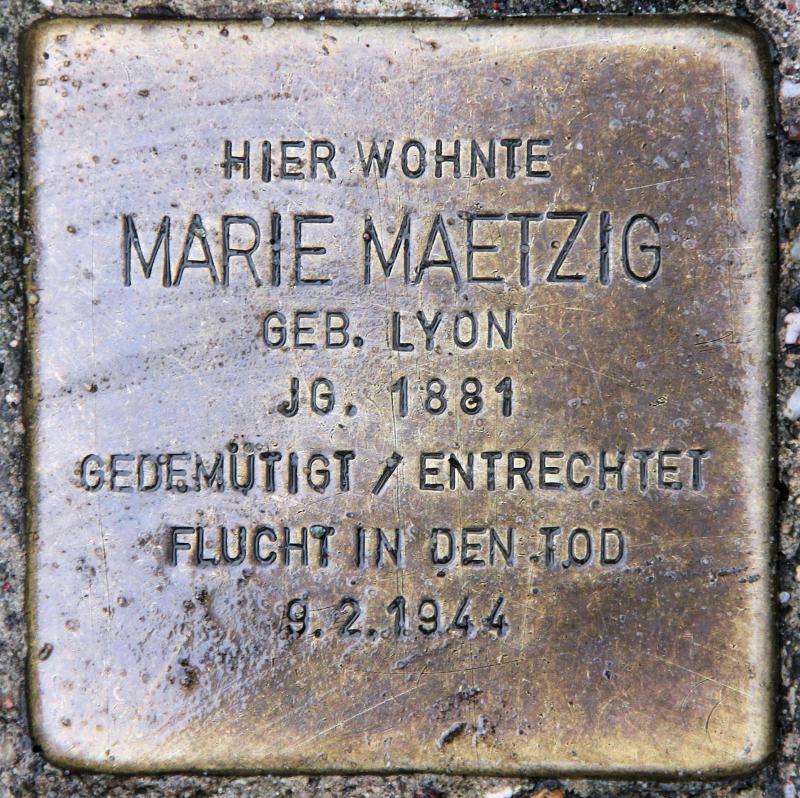 HIER WOHNTE
MARIE MAETZIG
GEB. LYON
JG. 1881
GEDEMÜTIGT / ENTRECHTET
FLUCHT IN DEN TOD
9.2.1944